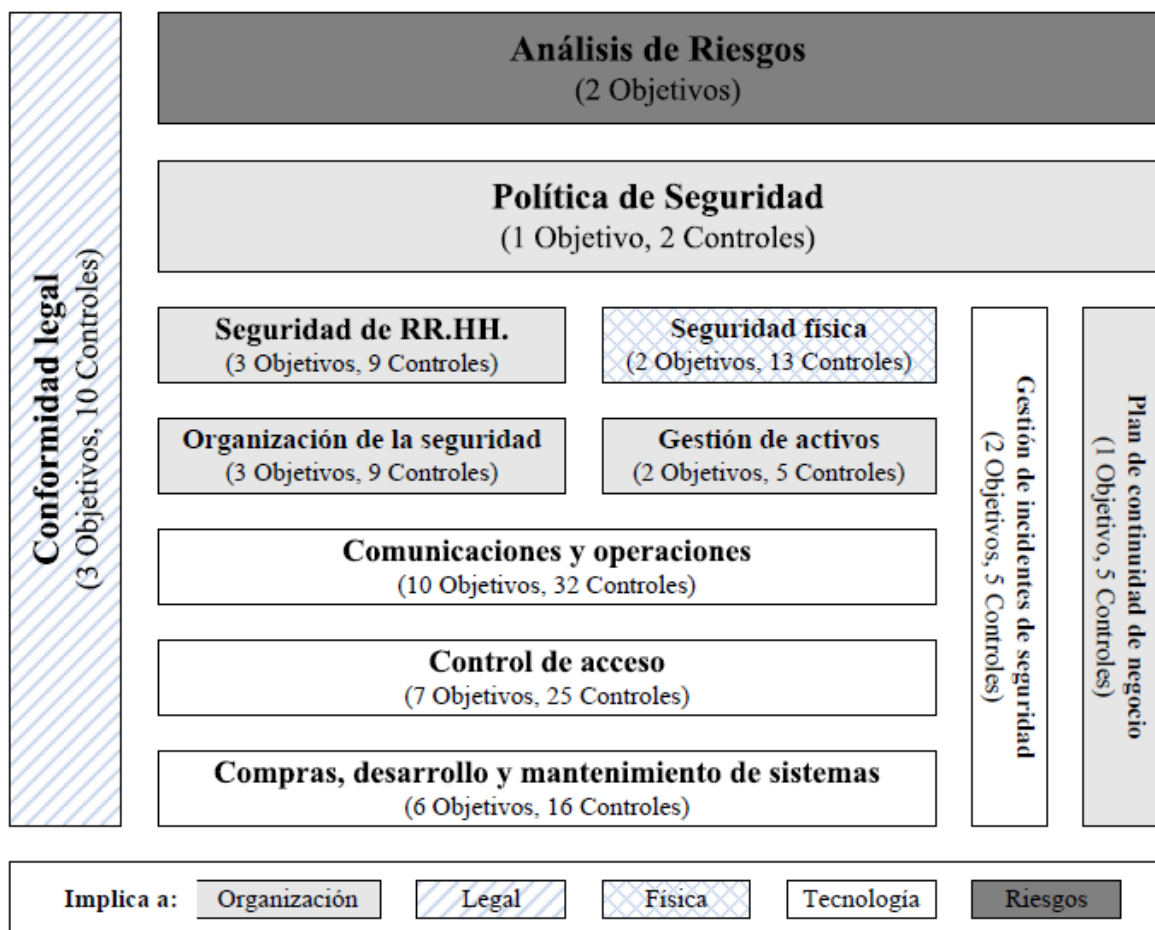 Conformidad legal
(3 Objetivos, 10 Controles)
Análisis de Riesgos
(2 Objetivos)
Política de Seguridad
(1 Objetivo, 2 Controles)
Seguridad de RR.HH.
(3 Objetivos, 9 Controles)
Seguridad física
(2 Objetivos, 13 Controles)
Organización de la seguridad
(3 Objetivos, 9 Controles)
Gestión de activos
(2 Objetivos, 5 Controles)
Comunicaciones y operaciones
(10 Objetivos, 32 Controles)
Control de acceso
(7 Objetivos, 25 Controles)
Compras, desarrollo y mantenimiento de sistemas
(6 Objetivos, 16 Controles)
Gestión de incidentes de seguridad
(2 Objetivos, 5 Controles)
Plan de continuidad de negocio
(1 Objetivo, 5 Controles)
Implica a: Organización Legal Física Tecnología Riesgos